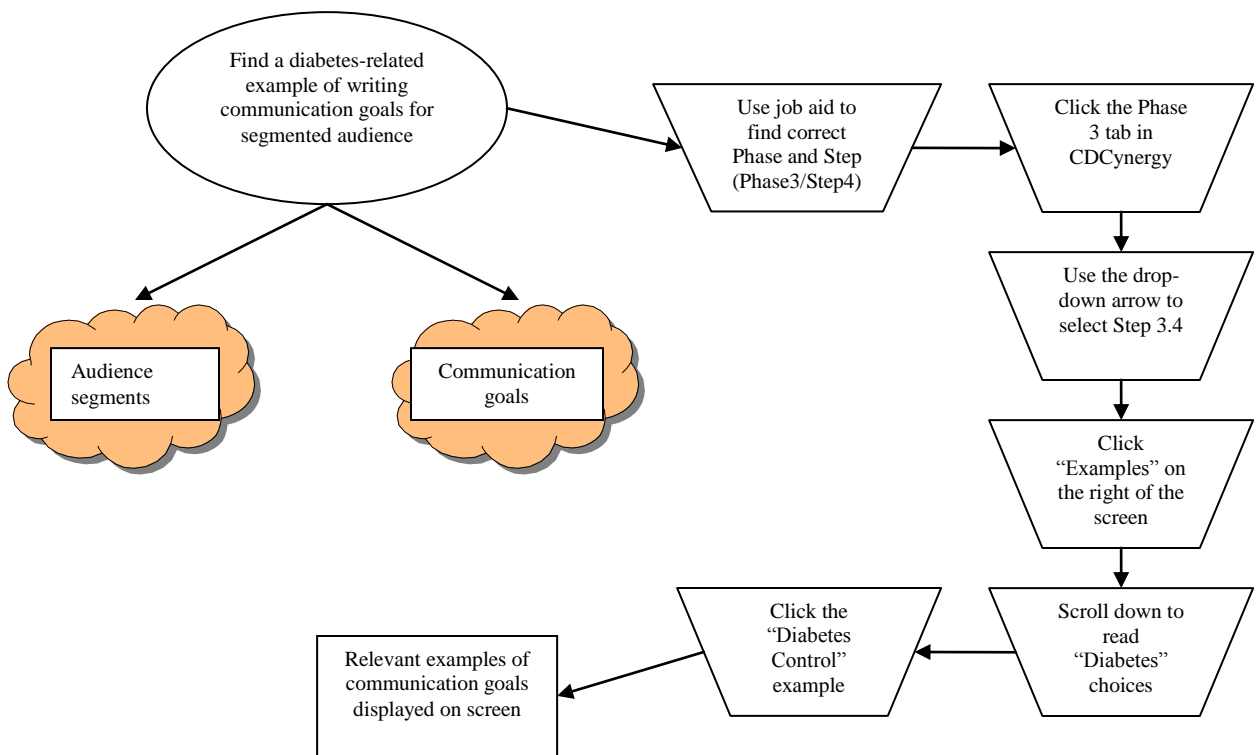 Find a diabetes-related
example of writing
communication goals for
segmented audience
Use job aid to
find correct
Phase and Step
(Phase3/Step4)
Click the Phase
3 tab in
CDCynergy
Use the drop-
down arrow to
select Step 3.4
Audience
segments
Communication
goals
Click
“Examples” on
the right of the
screen
Scroll down to
read
“Diabetes”
choices
Click the
“Diabetes
Control”
example
Relevant examples of
communication goals
displayed on screen